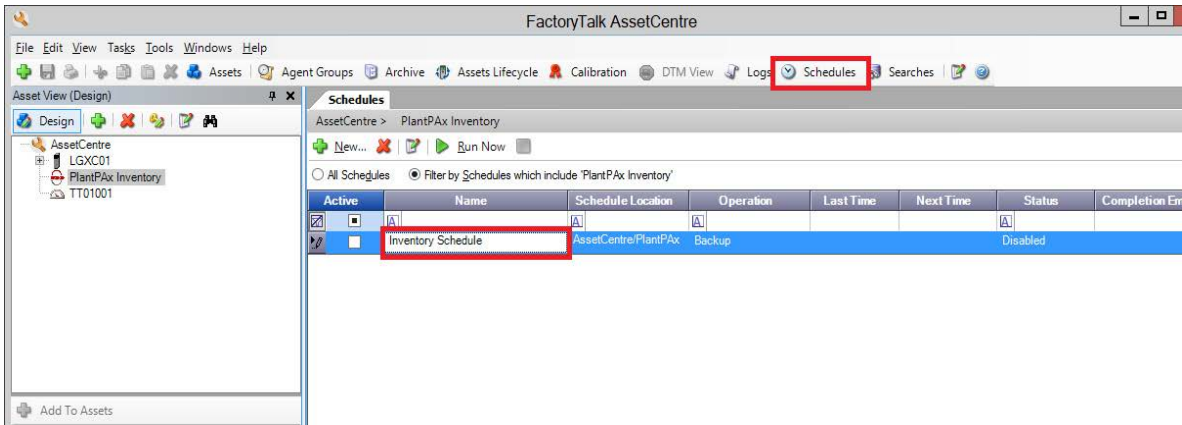 FactoryTalk AssetCentre
File Edit View Tasks Tools Windows Help
Assets Agent Groups Archive Assets Lifecycle Calibration DTM View Logs Schedules Searches
Asset View (Design)
Schedules
Design
AssetCentre > PlantPAx Inventory
AssetCentre
New... Run Now
LGXC01
PlantPAx Inventory
All Schedules Filter by Schedules which include 'PlantPAx Inventory'
TT01001
Active Name Schedule Location Operation Last Time Next Time Status Completion Em
A A A A
Inventory Schedule AssetCentre/PlantPAx Backup Disabled
Add To Assets